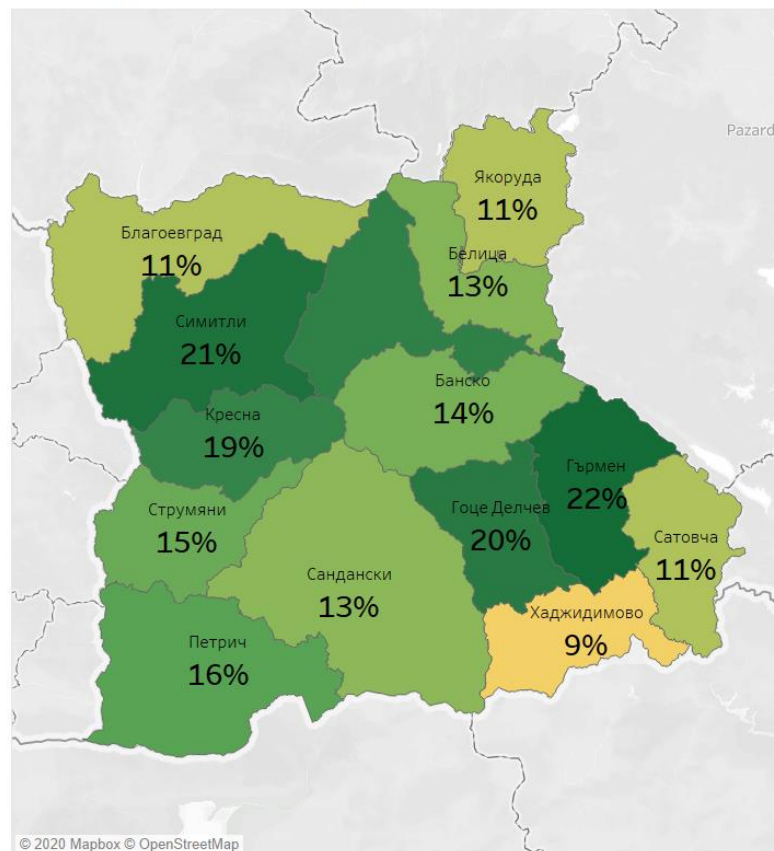 Pazard
Якоруда
11%
Благоевград
11%
Белица
13%
Симитли
21%
Банско
14%
Кресна
19%
Гърмен
22%
Струмяни
15%
Гоце Делчев
20%
Сатовча
11%
Сандански
13%
Хаджидимово
9%
Петрич
16%
© 2020 Mapbox © OpenStreetMap